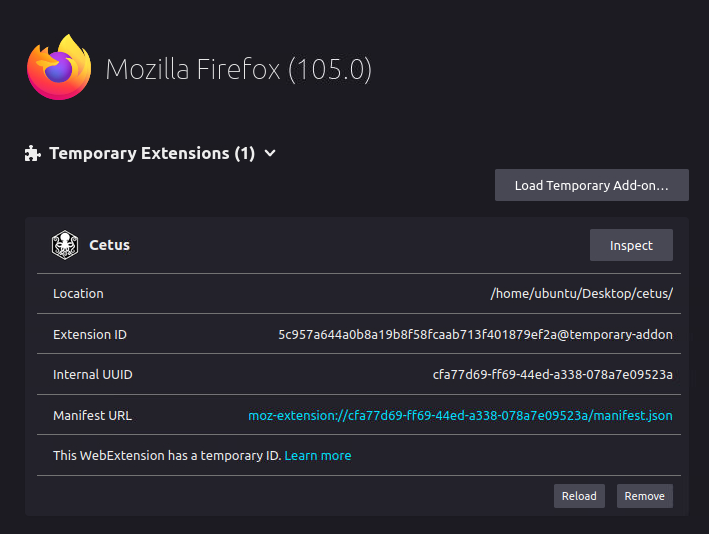 Mozilla Firefox (105.0)
Temporary Extensions (1)
Load Temporary Add-on...
Cetus
Inspect
Location /home/ubuntu/Desktop/cetus/
Extension ID 5c957a644a0b8a19b8f58fcaab713f401879ef2a@temporary-addon
Internal UUID cfa77d69-ff69-44ed-a338-078a7e09523a
Manifest URL moz-extension://cfa77d69-ff69-44ed-a338-078a7e09523a/manifest.json
This WebExtension has a temporary ID. Learn more
Reload Remove